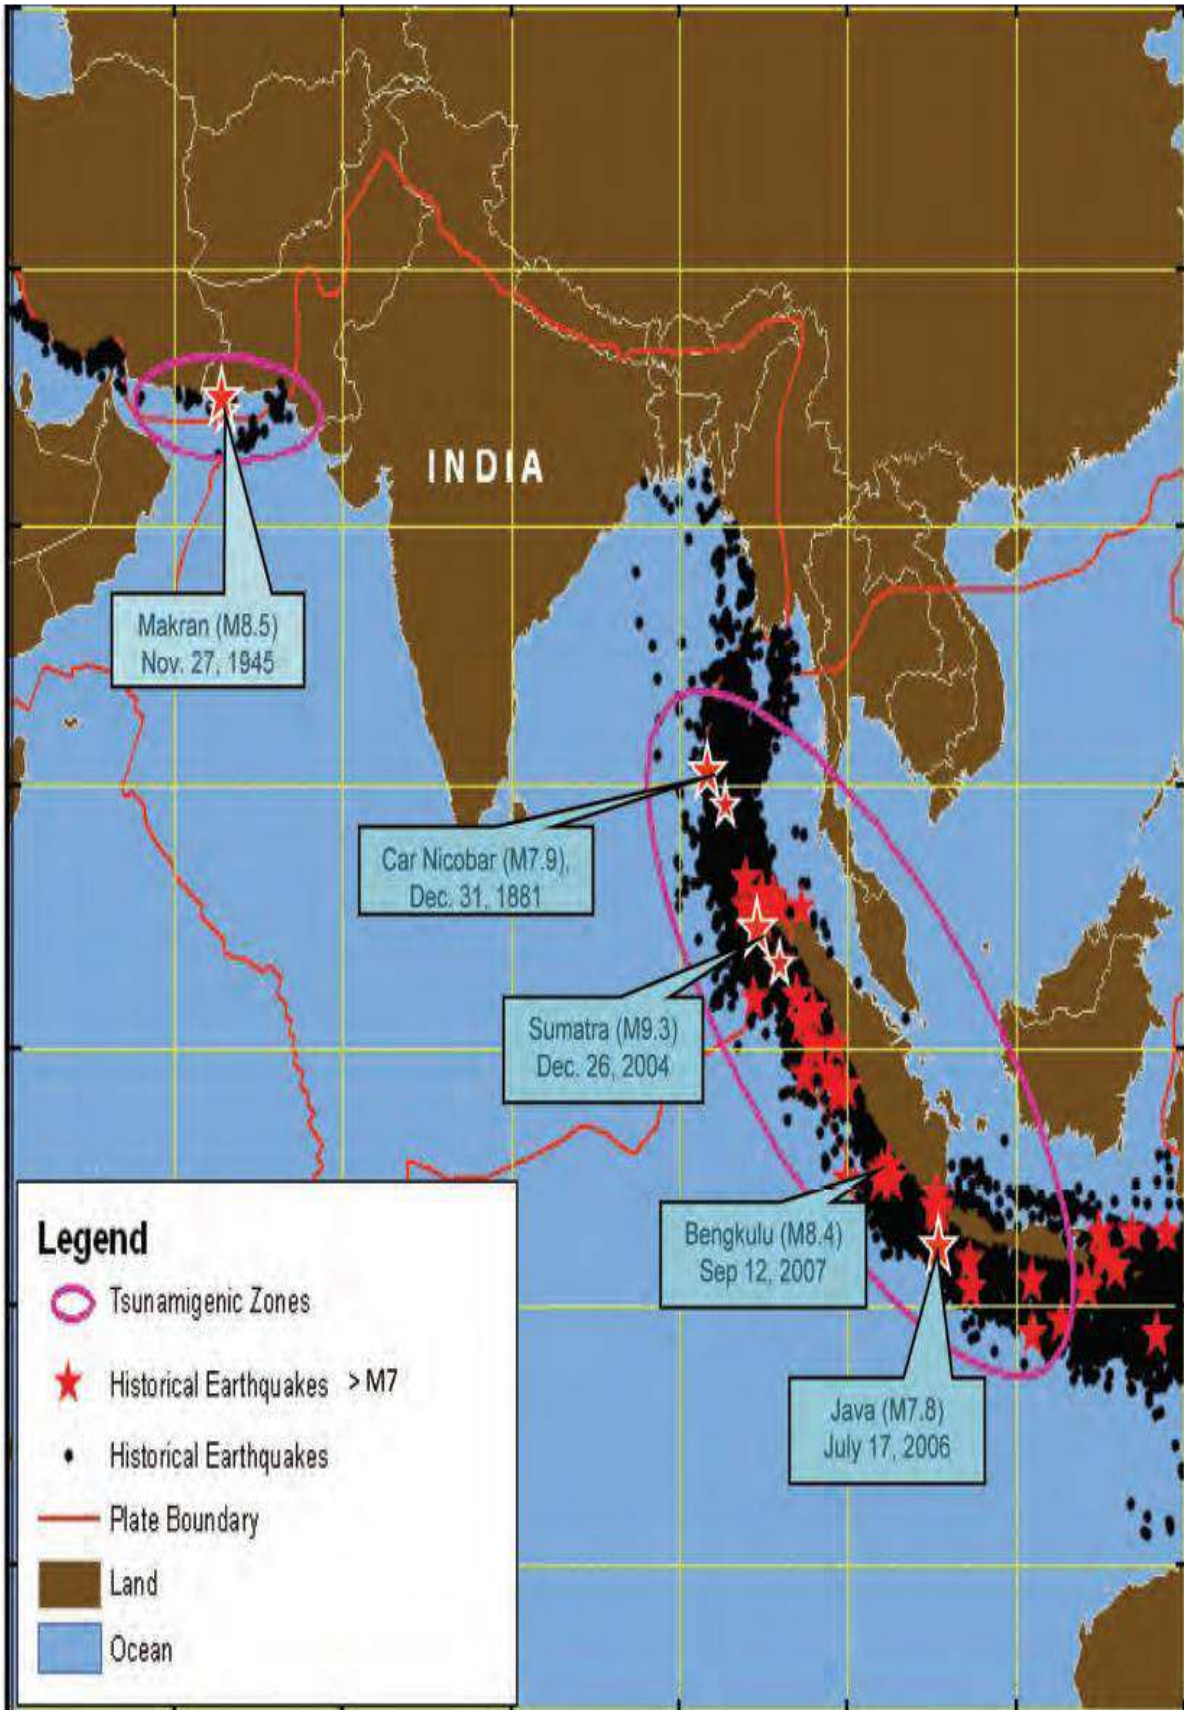 INDIA
Makran (M8.5)
Nov. 27, 1945
Car Nicobar (M7.9),
Dec. 31, 1881
Sumatra (M9.3)
Dec. 26, 2004
Bengkulu (M8.4)
Sep 12, 2007
Java (M7.8)
July 17, 2006
Legend
Tsunamigenic Zones
Historical Earthquakes > M7
Historical Earthquakes
Plate Boundary
Land
Ocean